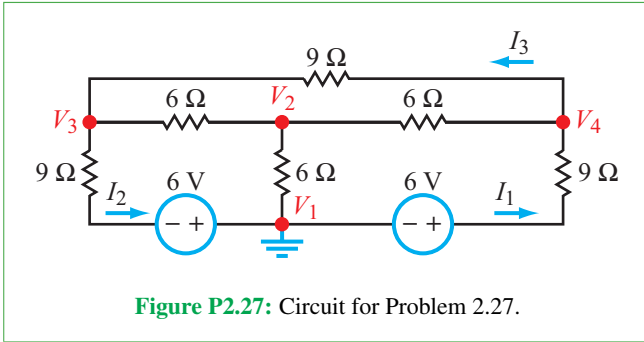 I3
9 Ω
6 Ω
V2
6 Ω
V3
V4
9 Ω
6 V
6 Ω
6 V
9 Ω
I2
V1
I1
− +
− +
Figure P2.27: Circuit for Problem 2.27.